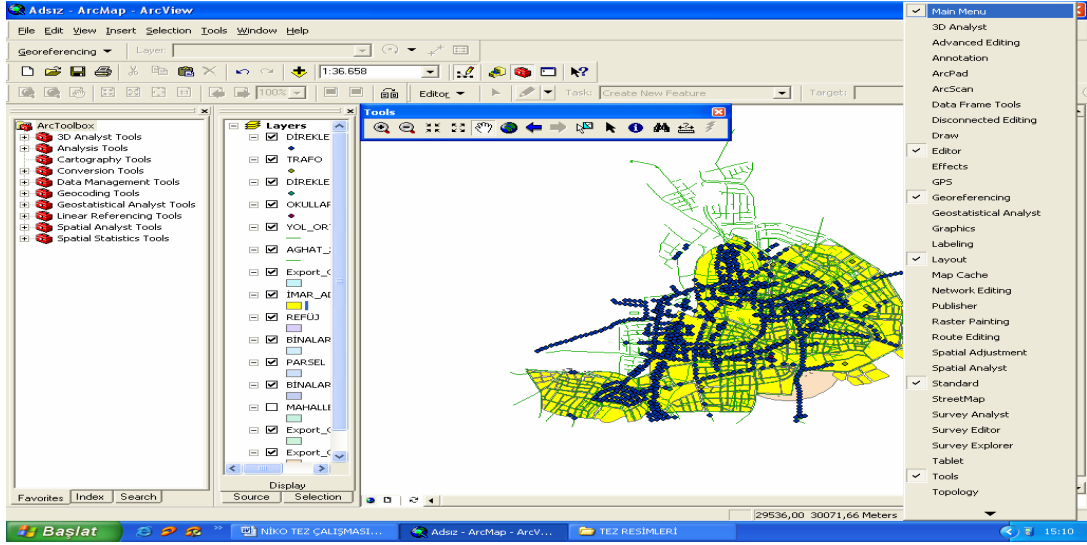 Adsız - ArcMap - ArcView
File Edit View Insert Selection Tools Window Help
Georeferencing Layer:
1:36.658
100% Editor Task: Create New Feature Target:
ArcToolbox
3D Analyst Tools
Analysis Tools
Cartography Tools
Conversion Tools
Data Management Tools
Geocoding Tools
Geostatistical Analyst Tools
Linear Referencing Tools
Spatial Analyst Tools
Spatial Statistics Tools
Favorites Index Search
Layers
DİREKLE
TRAFO
DİREKLE
OKULLAR
YOL_OR
AGHAT_
Export_
İMAR_A
REFÜJ
BİNALAR
PARSEL
BİNALAR
MAHALLE
Export_
Export_
Display
Source Selection
Tools
29536,00 30071,66 Meters
Main Menu
3D Analyst
Advanced Editing
Annotation
ArcPad
ArcScan
Data Frame Tools
Disconnected Editing
Draw
Editor
Effects
GPS
Georeferencing
Geostatistical Analyst
Graphics
Labeling
Layout
Map Cache
Network Editing
Publisher
Raster Painting
Route Editing
Spatial Adjustment
Spatial Analyst
Standard
StreetMap
Survey Analyst
Survey Editor
Survey Explorer
Tablet
Tools
Topology
Başlat NİKO TEZ ÇALIŞMASI... Adsız - ArcMap - ArcV... TEZ RESİMLERİ 15:10